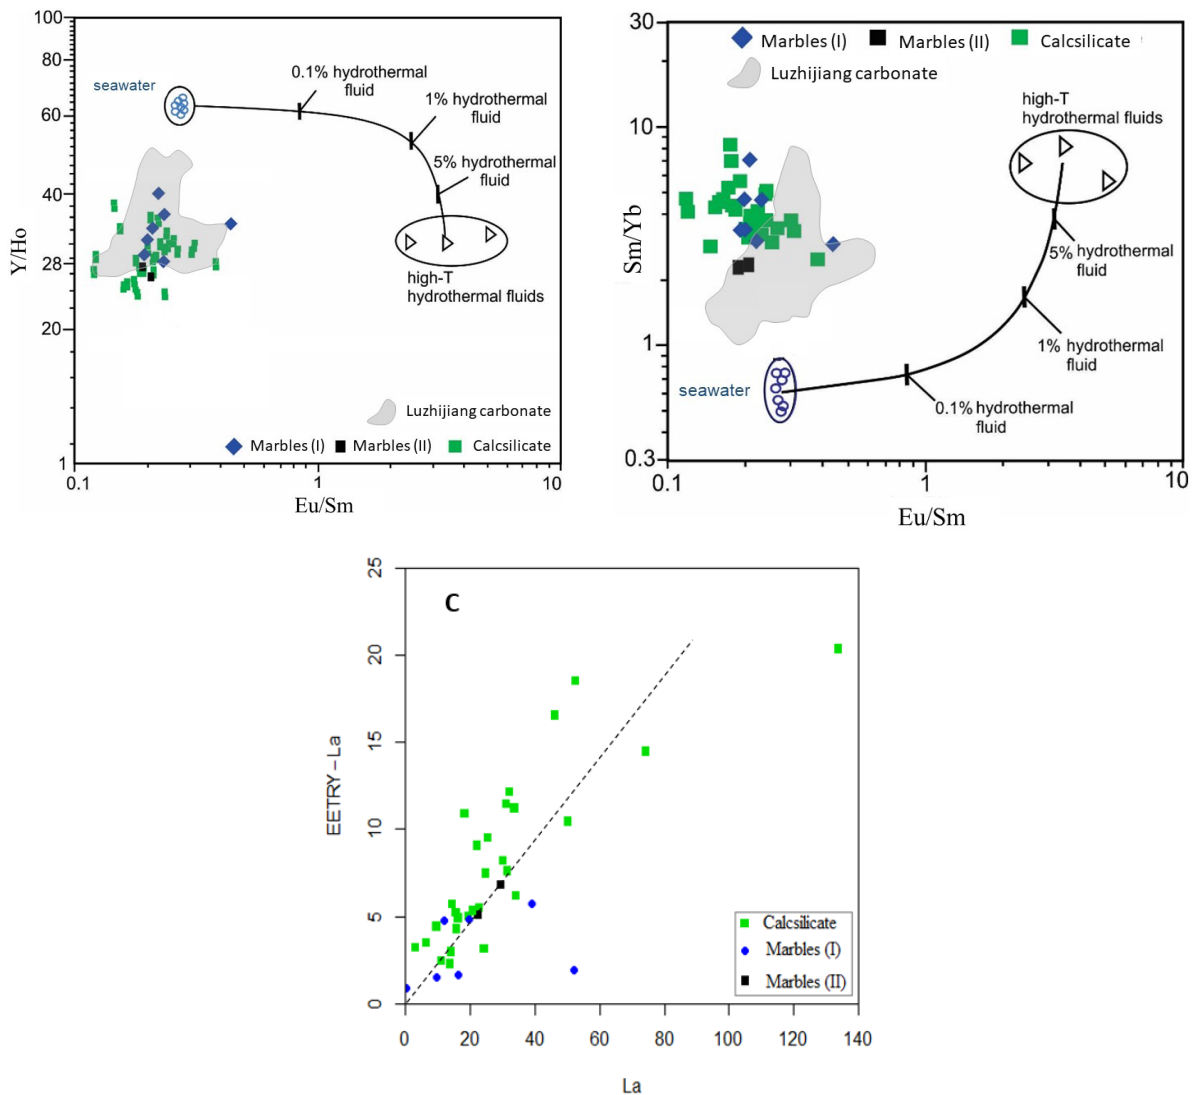 100
80
60
40
28
20
1
Y/Ho
seawater
0.1% hydrothermal
fluid
1% hydrothermal
fluid
5% hydrothermal
fluid
high-T
hydrothermal fluids
Luzhijiang carbonate
Marbles (I) Marbles (II) Calcsilicate
0.1 1 10
Eu/Sm
30
10
1
0.3
Sm/Yb
Marbles (I) Marbles (II) Calcsilicate
Luzhijiang carbonate
high-T
hydrothermal fluids
5% hydrothermal
fluid
1% hydrothermal
fluid
seawater
0.1% hydrothermal
fluid
0.1 1 10
Eu/Sm
25
20
15
10
5
0
EETRY – La
C
Calcsilicate
Marbles (I)
Marbles (II)
0 20 40 60 80 100 120 140
La